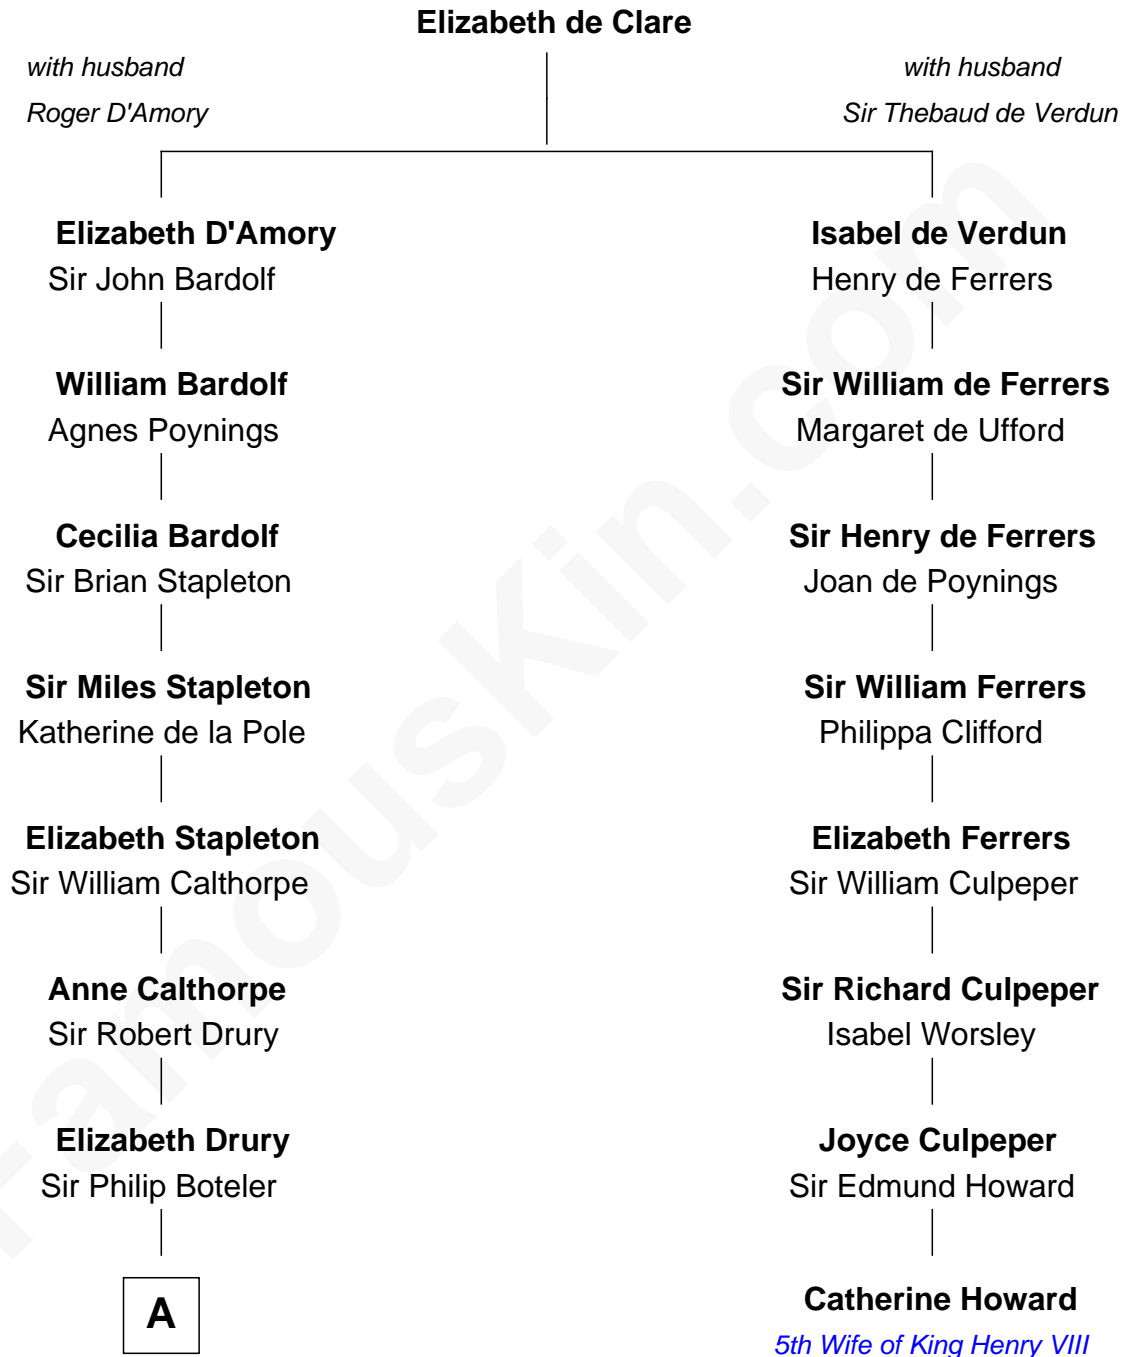 Elizabeth de Clare
with husband
Roger D'Amory
with husband
Sir Thebaud de Verdun
Elizabeth D'Amory
Sir John Bardolf
Isabel de Verdun
Henry de Ferrers
William Bardolf
Agnes Poynings
Sir William de Ferrers
Margaret de Ufford
Cecilia Bardolf
Sir Brian Stapleton
Sir Henry de Ferrers
Joan de Poynings
Sir Miles Stapleton
Katherine de la Pole
Sir William Ferrers
Philippa Clifford
Elizabeth Stapleton
Sir William Calthorpe
Elizabeth Ferrers
Sir William Culpeper
Anne Calthorpe
Sir Robert Drury
Sir Richard Culpeper
Isabel Worsley
Elizabeth Drury
Sir Philip Boteler
Joyce Culpeper
Sir Edmund Howard
A
Catherine Howard
5th Wife of King Henry VIII
FamousKin.com